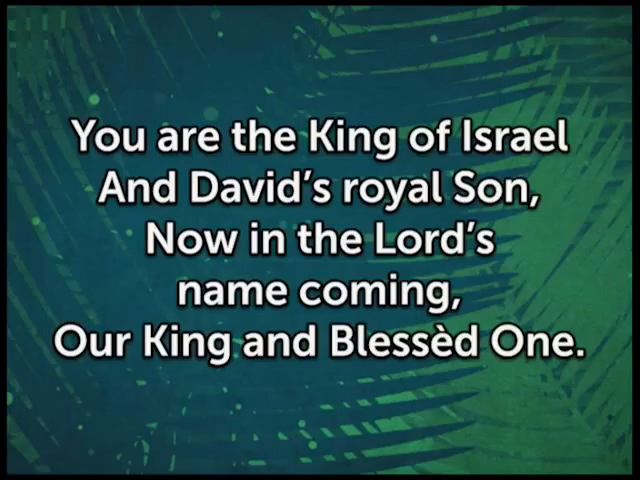 You are the King of Israel
And David’s royal Son,
Now in the Lord’s
name coming,
Our King and Blessèd One.